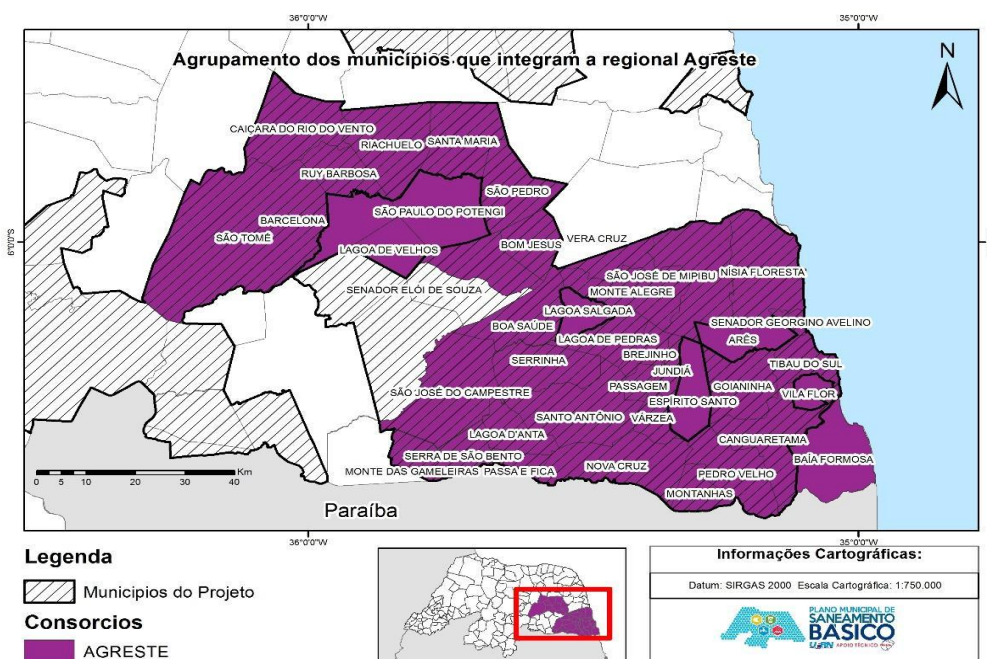 36°0'0"W
35°0'0"W
Agrupamento dos municípios que integram a regional Agreste
N
CAIÇARA DO RIO DO VENTO
RIACHUELO
SANTA MARIA
RUY BARBOSA
SÃO PEDRO
SÃO PAULO DO POTENGI
BARCELONA
SÃO TOMÉ
6°0'0"S
BOM JESUS
VERA CRUZ
LAGOA DE VELHOS
SÃO JOSÉ DE MIPIBU
NÍSIA FLORESTA
SENADOR ELÓI DE SOUZA
MONTE ALEGRE
LAGOA SALGADA
BOA SAÚDE
SENADOR GEORGINO AVELINO
LAGOA DE PEDRAS
ARÊS
SERRINHA
BREJINHO
TIBAU DO SUL
JUNDIÁ
PASSAGEM
GOIANINHA
SÃO JOSÉ DO CAMPESTRE
VILA FLOR
ESPÍRITO SANTO
SANTO ANTÔNIO
VÁRZEA
LAGOA D'ANTA
CANGUARETAMA
SERRA DE SÃO BENTO
BAÍA FORMOSA
NOVA CRUZ
MONTE DAS GAMELEIRAS
PASSA E FICA
PEDRO VELHO
MONTANHAS
Km
0 5 10 20 30 40
Paraíba
36°0'0"W
35°0'0"W
Legenda
Municipios do Projeto
Consorcios
AGRESTE
Informações Cartográficas:
Datum: SIRGAS 2000 Escala Cartográfica: 1:750.000
PLANO MUNICIPAL DE
SANEAMENTO
BÁSICO
UFRN APOIO TÉCNICO